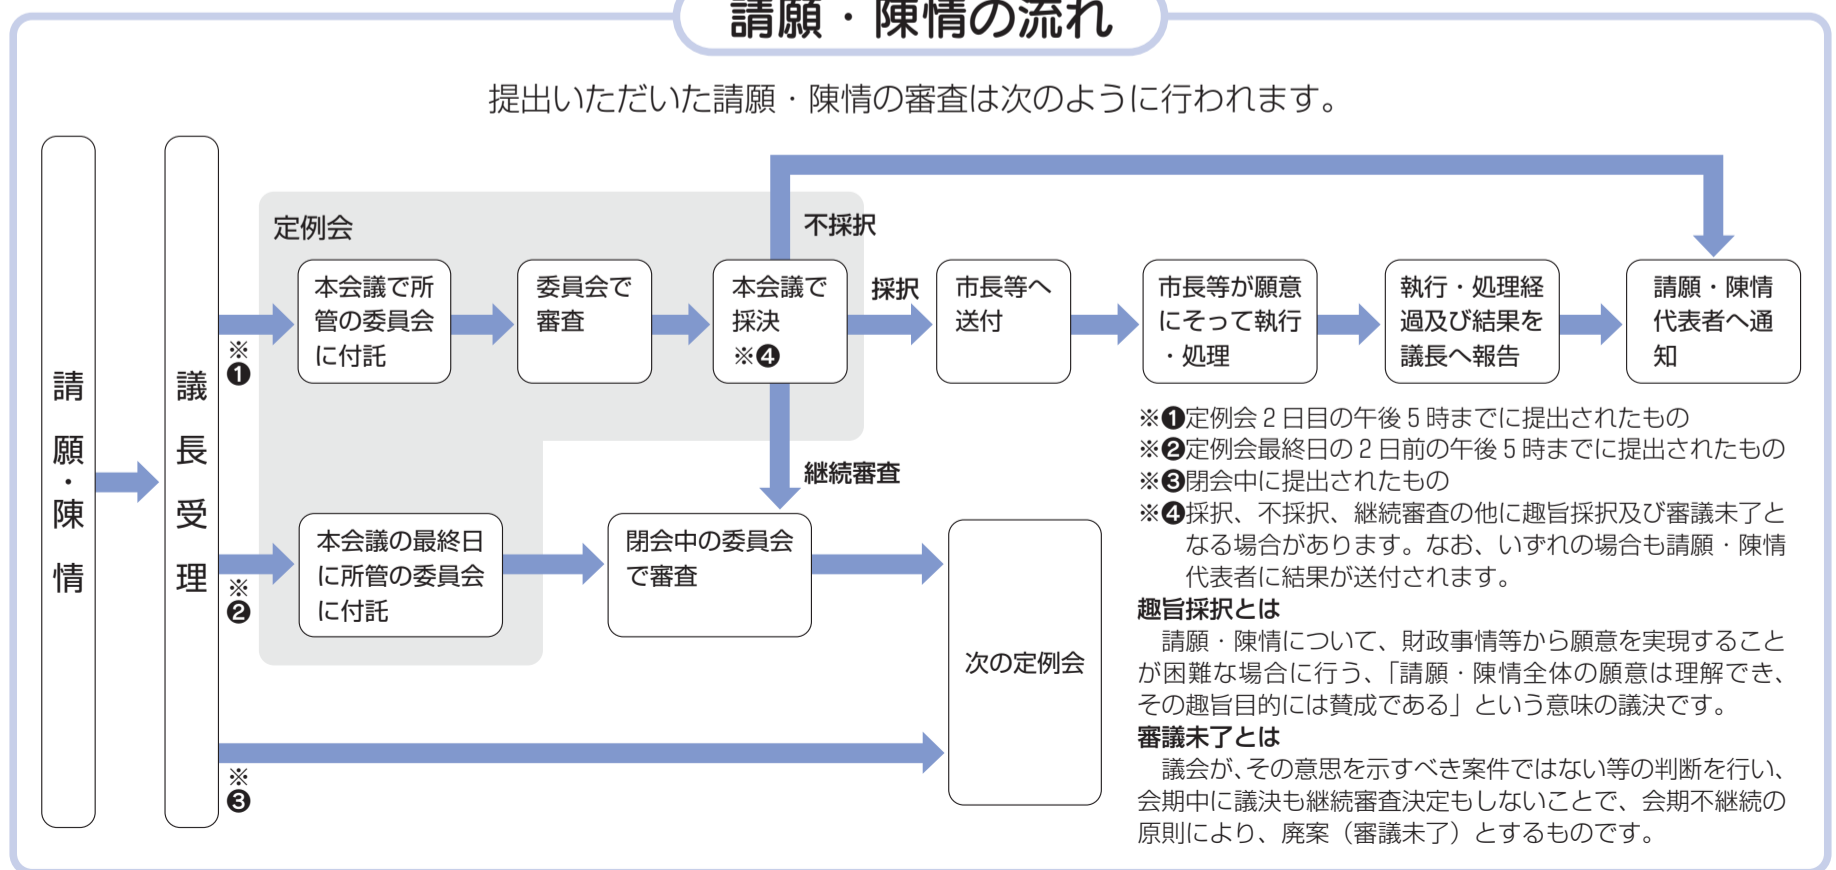 請願・陳情の流れ
提出いただいた請願・陳情の審査は次のように行われます。
請願・陳情
議長受理
※❶
※❷
※❸
定例会
本会議で所
管の委員会
に付託
委員会で
審査
本会議で
採決
※❹
不採択
採択
継続審査
市長等へ
送付
市長等が願意
にそって執行
・処理
執行・処理経
過及び結果を
議長へ報告
請願・陳情
代表者へ通
知
本会議の最終日
に所管の委員会
に付託
閉会中の委員会
で審査
次の定例会
※❶定例会2日目の午後5時までに提出されたもの
※❷定例会最終日の2日前の午後5時までに提出されたもの
※❸閉会中に提出されたもの
※❹採択、不採択、継続審査の他に趣旨採択及び審議未了と
なる場合があります。なお、いずれの場合も請願・陳情
代表者に結果が送付されます。
趣旨採択とは
請願・陳情について、財政事情等から願意を実現すること
が困難な場合に行う、「請願・陳情全体の願意は理解でき、
その趣旨目的には賛成である」という意味の議決です。
審議未了とは
議会が、その意思を示すべき案件ではない等の判断を行い、
会期中に議決も継続審査決定もしないことで、会期不継続の
原則により、廃案（審議未了）とするものです。